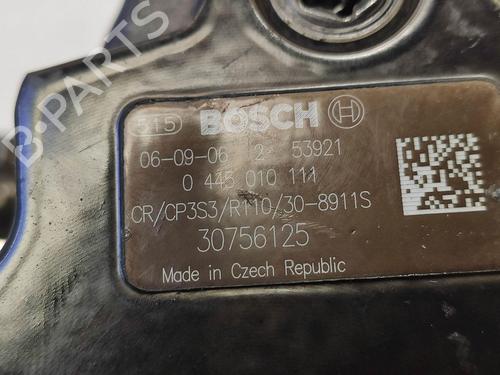 B-PARTS
515 BOSCH
06-09-06 2 53921
0 445 010 111
CR/CP3S3/R110/30-8911S
30756125
Made in Czech Republic